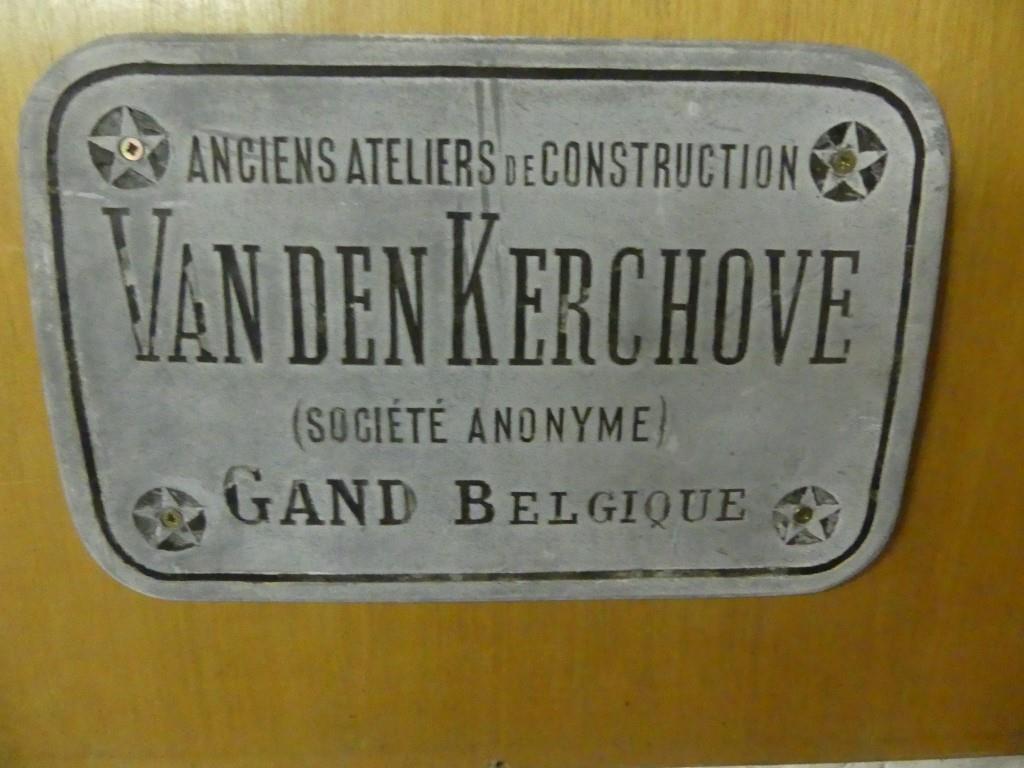 ANCIENS ATELIERS DE CONSTRUCTION
VAN DEN KERCHOVE
(SOCIÉTÉ ANONYME)
GAND BELGIQUE